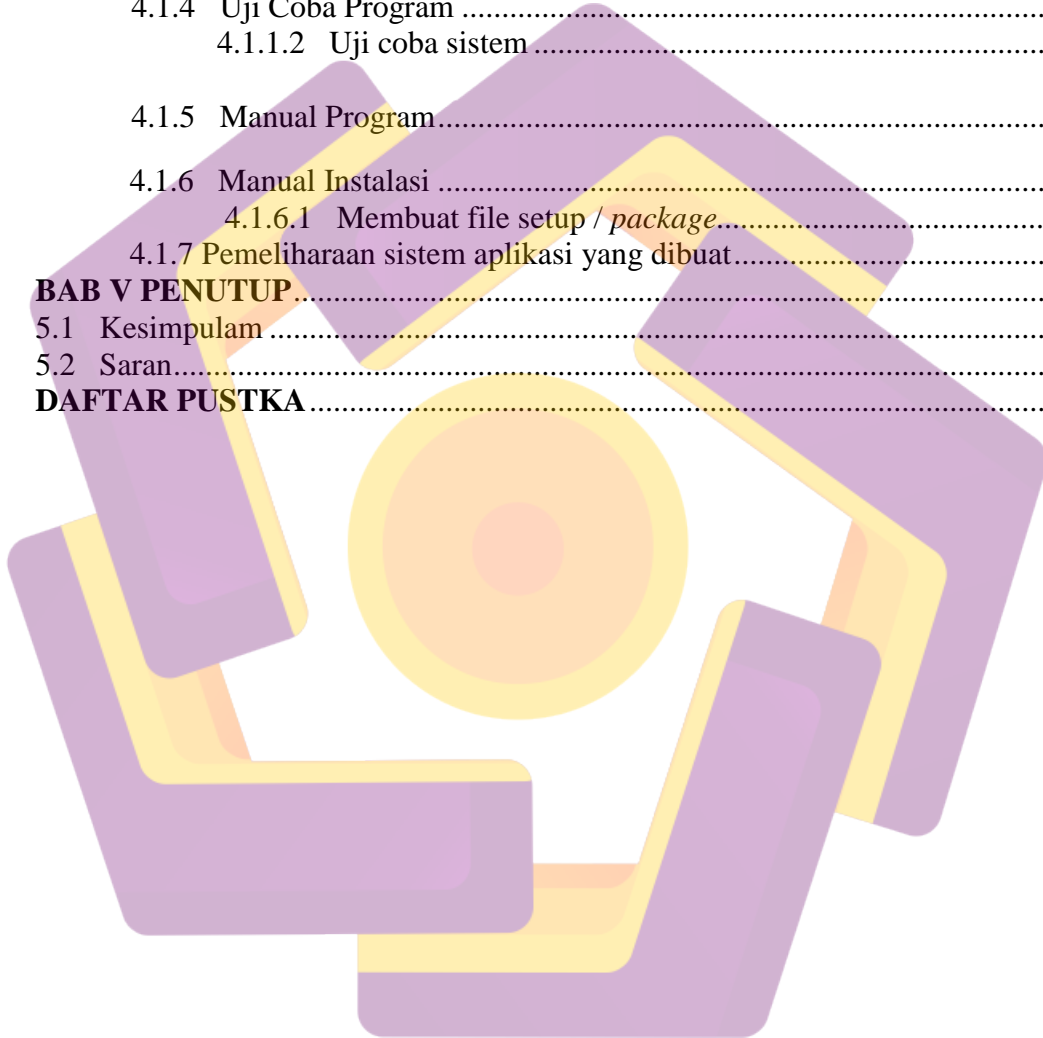 4.1.4 Uji Coba Program ........................................................................
4.1.1.2 Uji coba sistem................................................................
4.1.5 Manual Program...........................................................................
4.1.6 Manual Instalasi ...........................................................................
4.1.6.1 Membuat file setup / package........................................
4.1.7 Pemeliharaan sistem aplikasi yang dibuat......................................
BAB V PENUTUP ...................................................................................
5.1 Kesimpulam .......................................................................................
5.2 Saran..................................................................................................
DAFTAR PUSTKA ..................................................................................